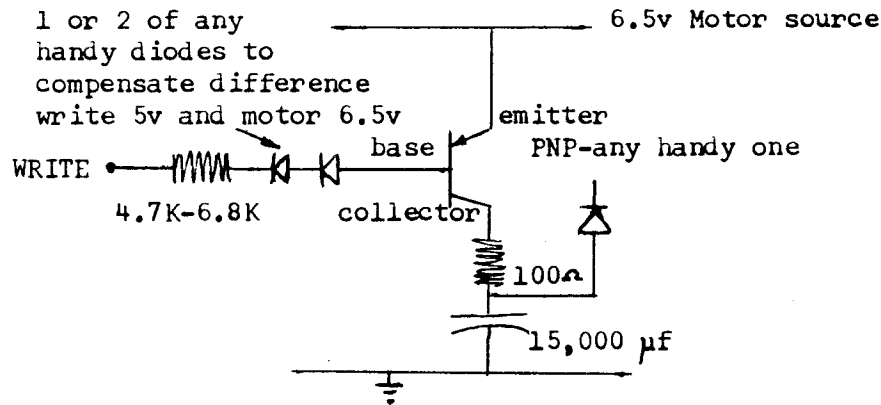 1 or 2 of any
handy diodes to
compensate difference
write 5v and motor 6.5v
6.5v Motor source
emitter
base
PNP-any handy one
WRITE
4.7K-6.8K
collector
100Ω
15,000 µf